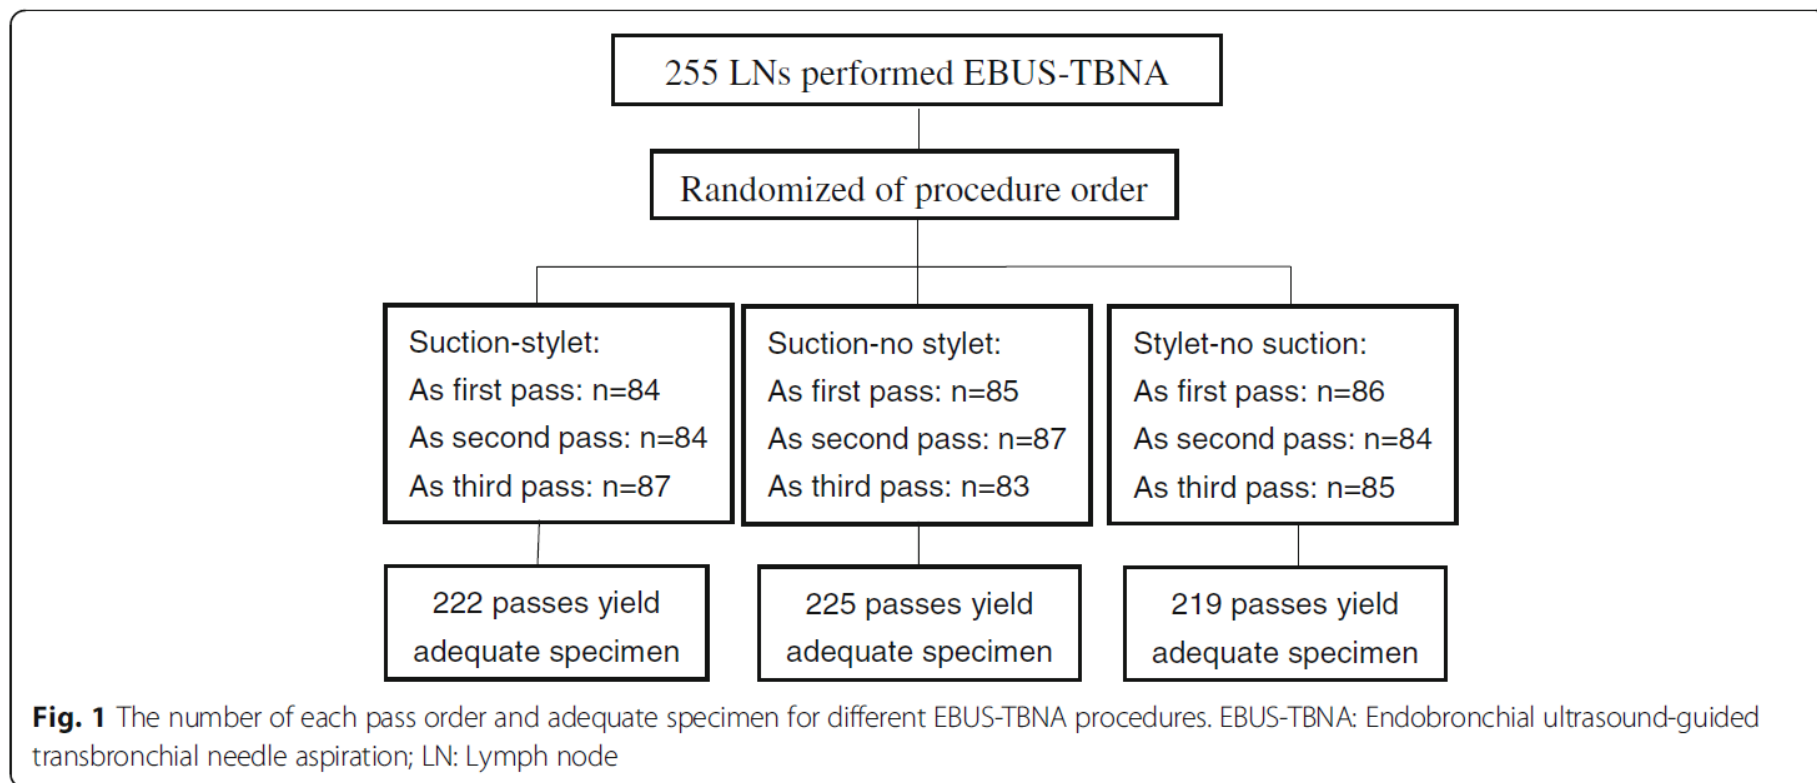 255 LNs performed EBUS-TBNA
Randomized of procedure order
Suction-stylet:
As first pass: n=84
As second pass: n=84
As third pass: n=87
Suction-no stylet:
As first pass: n=85
As second pass: n=87
As third pass: n=83
Stylet-no suction:
As first pass: n=86
As second pass: n=84
As third pass: n=85
222 passes yield
adequate specimen
225 passes yield
adequate specimen
219 passes yield
adequate specimen
Fig. 1 The number of each pass order and adequate specimen for different EBUS-TBNA procedures. EBUS-TBNA: Endobronchial ultrasound-guided
transbronchial needle aspiration; LN: Lymph node